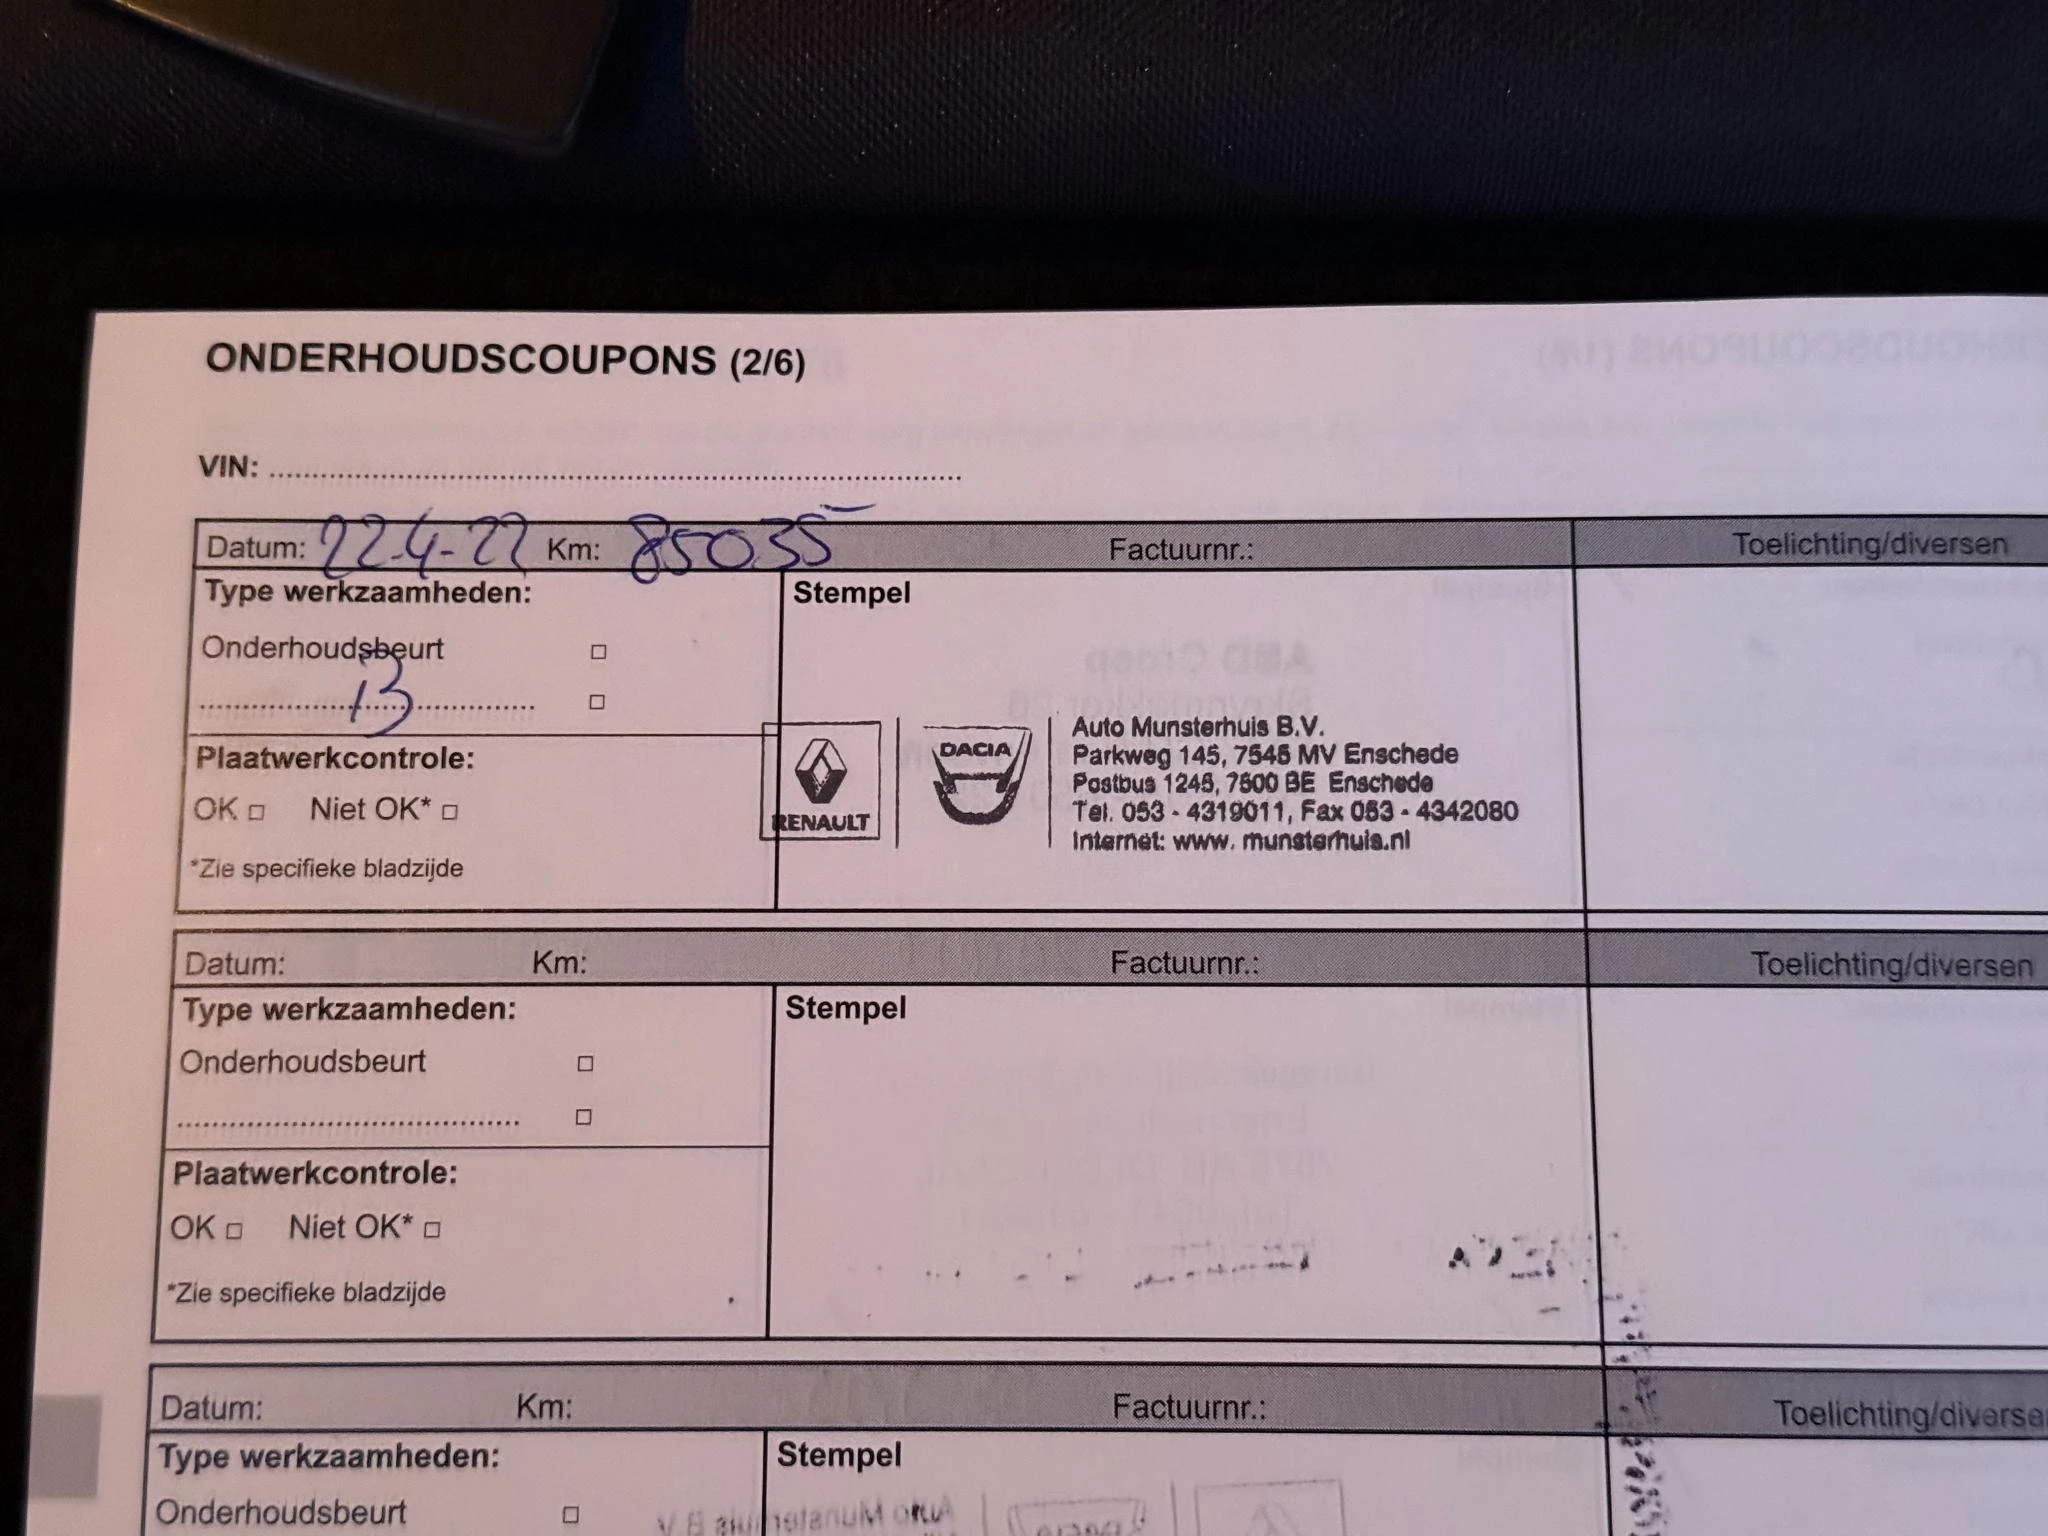 ONDERHOUDSCOUPONS (2/6)
VIN:
Datum: 22-4-22 Km: 85035 Factuurnr.: Toelichting/diversen
Type werkzaamheden:
Stempel
Onderhoudsbeurt □
B □
Plaatwerkcontrole:
OK □ Niet OK* □
*Zie specifieke bladzijde
RENAULT
DACIA
Auto Munsterhuis B.V.
Parkweg 145, 7545 MV Enschede
Postbus 1245, 7500 BE Enschede
Tel. 053 - 4319011, Fax 053 - 4342080
Internet: www. munsterhuis.nl
Datum: Km: Factuurnr.: Toelichting/diversen
Type werkzaamheden:
Stempel
Onderhoudsbeurt □
□
Plaatwerkcontrole:
OK □ Niet OK* □
*Zie specifieke bladzijde
Datum: Km: Factuurnr.: Toelichting/diversen
Type werkzaamheden:
Stempel
Onderhoudsbeurt □